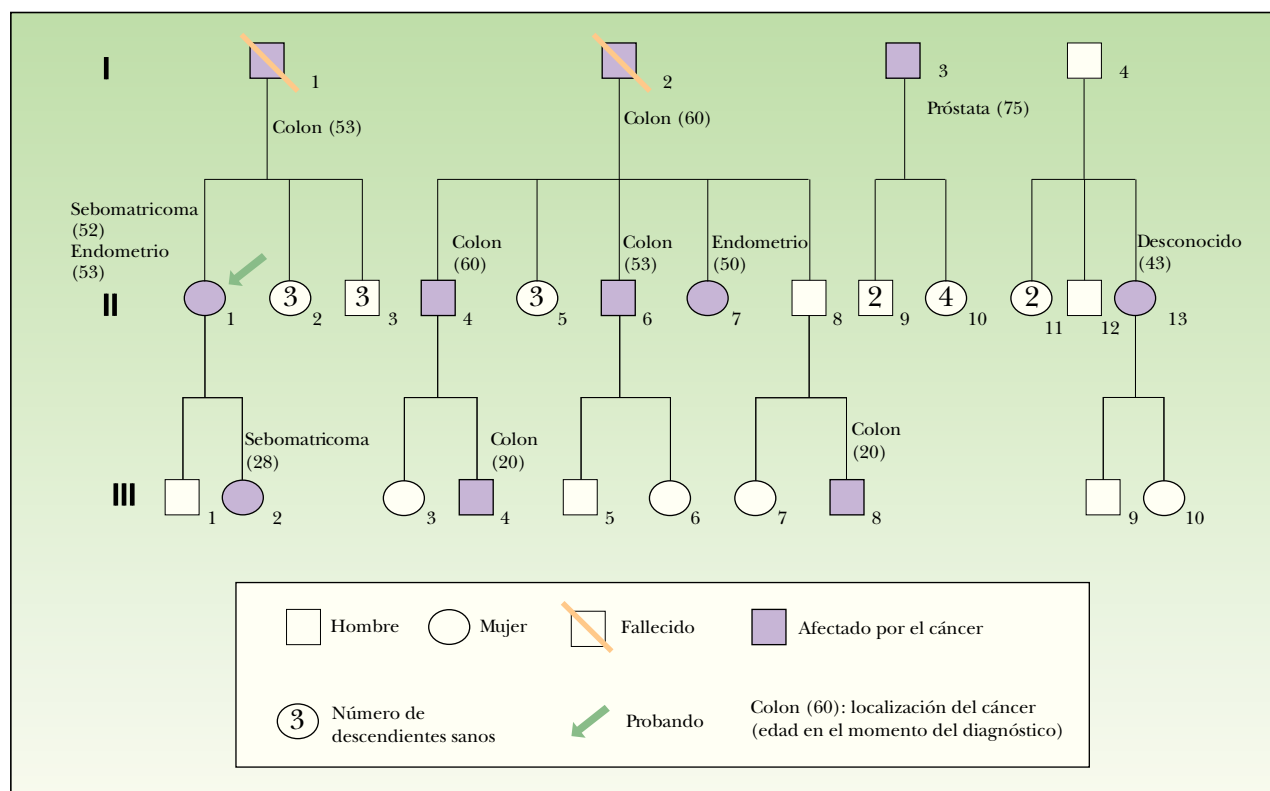 I
1
2
3
4
Colon (53)
Colon (60)
Próstata (75)
Sebomatricoma
(52)
Endometrio
(53)
Colon
(60)
Colon
(53)
Endometrio
(50)
Desconocido
(43)
II
1
3
2
3
3
4
3
5
6
7
8
2
9
4
10
2
11
12
13
Sebomatricoma
(28)
Colon
(20)
Colon
(20)
III
1
2
3
4
5
6
7
8
9
10
Hombre
Mujer
Fallecido
Afectado por el cáncer
3
Número de
descendientes sanos
Probando
Colon (60): localización del cáncer
(edad en el momento del diagnóstico)